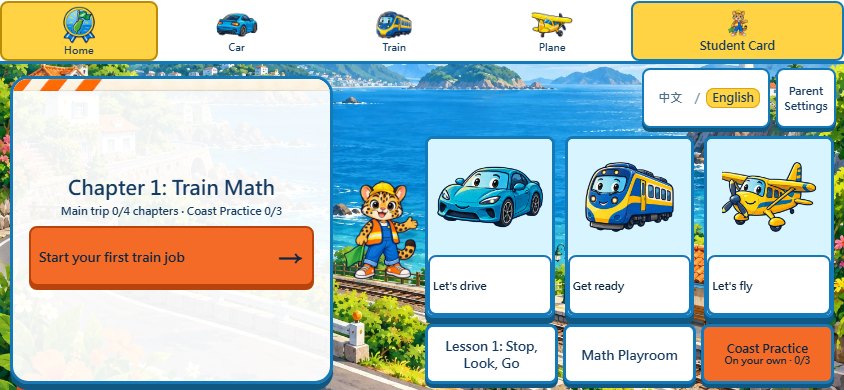 Home
Car
Train
Plane
Student Card
中文 / English
Parent
Settings
Chapter 1: Train Math
Main trip 0/4 chapters · Coast Practice 0/3
Start your first train job →
Let's drive
Get ready
Let's fly
Lesson 1: Stop,
Look, Go
Math Playroom
Coast Practice
On your own · 0/3